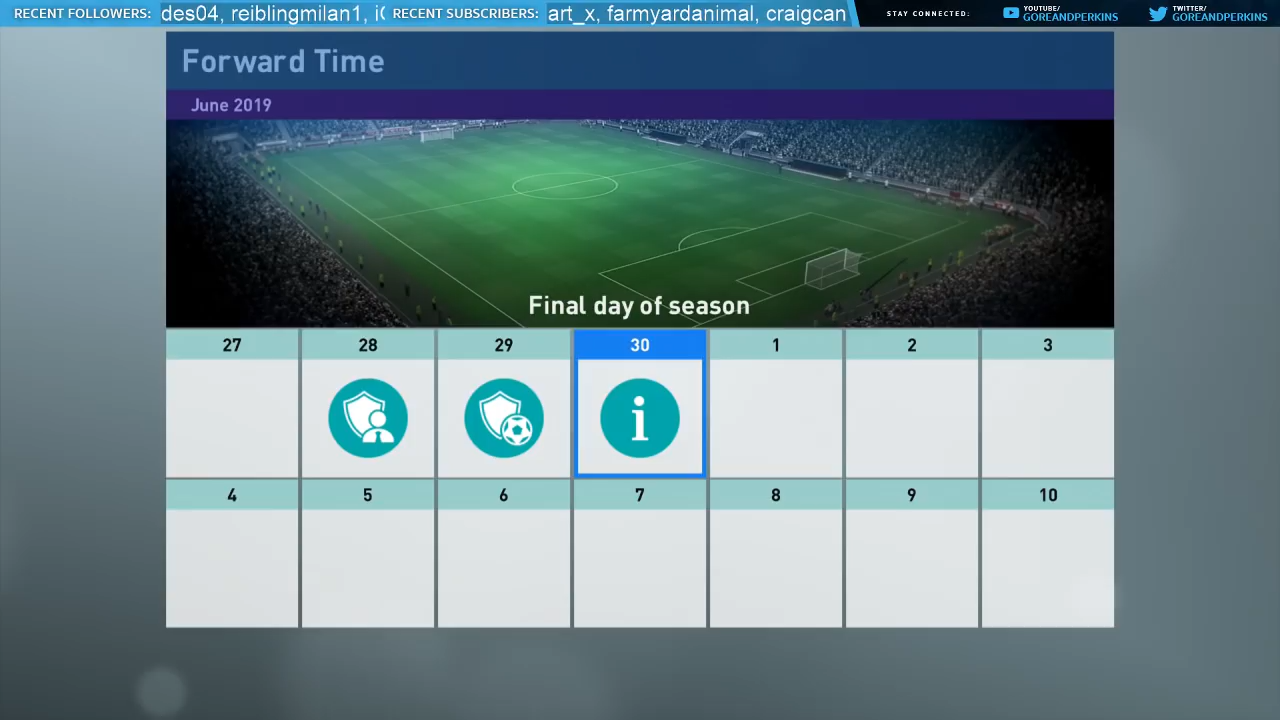 RECENT FOLLOWERS: des04, reiblingmilan1, RECENT SUBSCRIBERS: art_x, farmyardanimal, craigcan STAY CONNECTED: YOUTUBE/ GOREANDPERKINS TWITTER/ GOREANDPERKINS
Forward Time
June 2019
Final day of season
27 28 29 30 1 2 3
i
4 5 6 7 8 9 10